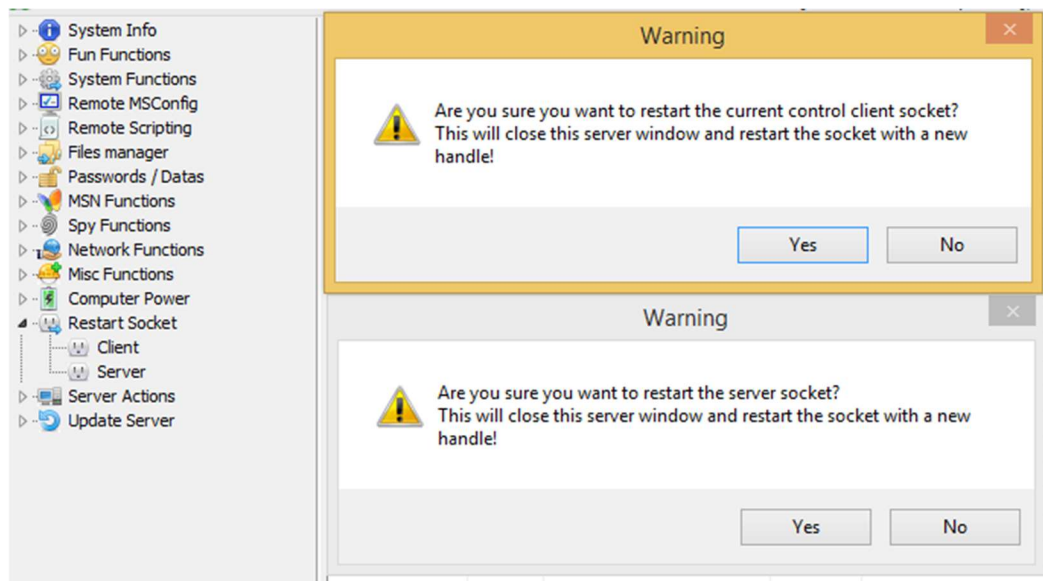 System Info
Fun Functions
System Functions
Remote MSConfig
Remote Scripting
Files manager
Passwords / Datas
MSN Functions
Spy Functions
Network Functions
Misc Functions
Computer Power
Restart Socket
Client
Server
Server Actions
Update Server
Warning
Are you sure you want to restart the current control client socket?
This will close this server window and restart the socket with a new
handle!
Yes No
Warning
Are you sure you want to restart the server socket?
This will close this server window and restart the socket with a new
handle!
Yes No